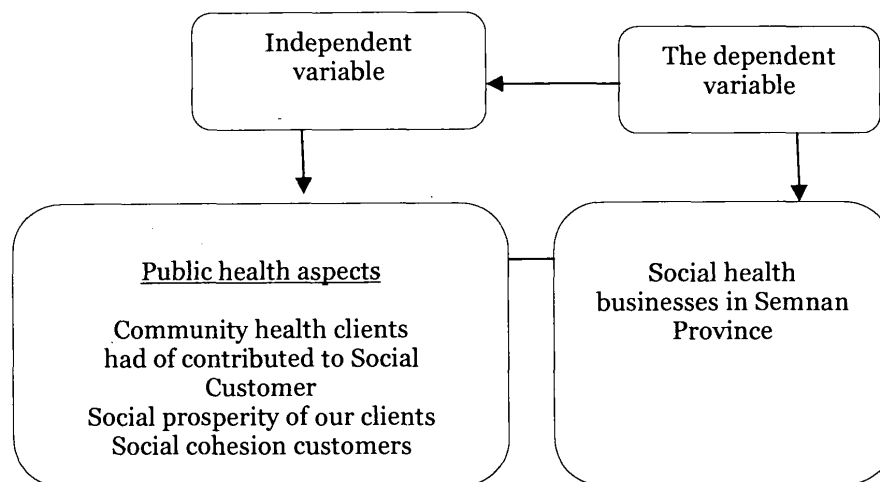 Independent
variable
The dependent
variable
Public health aspects
Community health clients
had of contributed to Social
Customer
Social prosperity of our clients
Social cohesion customers
Social health
businesses in Semnan
Province